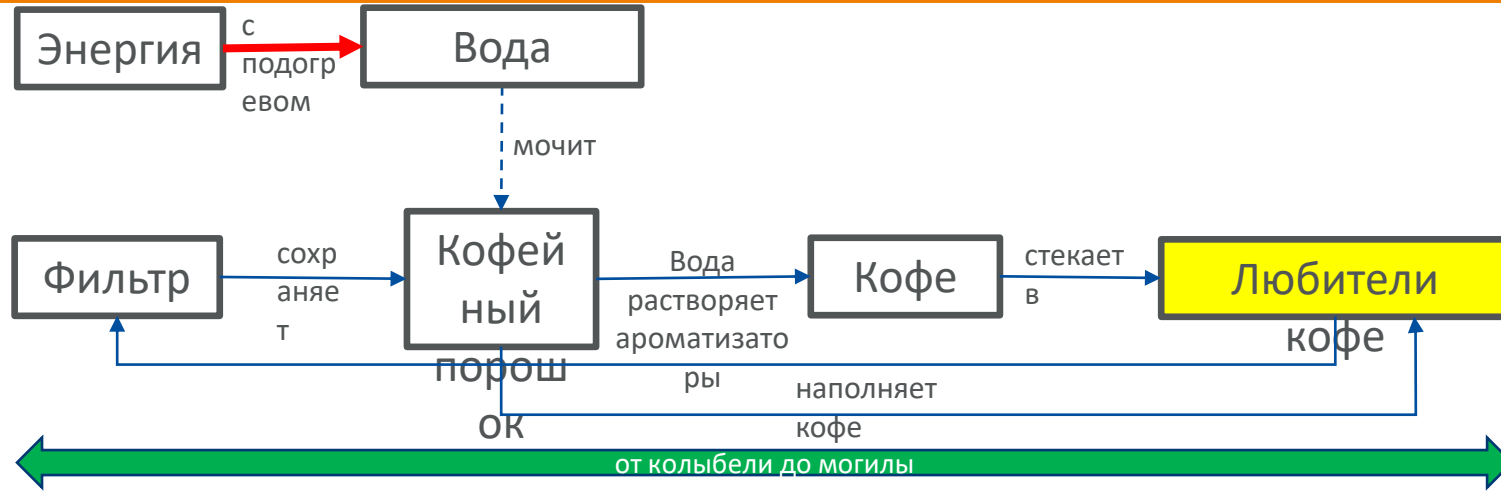 Энергия
с
подогр
евом
Вода
мочит
Фильтр
сохр
аняе
т
Кофей
ный
порош
ок
Вода
растворяет
ароматизато
ры
Кофе
стекает
в
Любители
кофе
наполняет
кофе
от колыбели до могилы